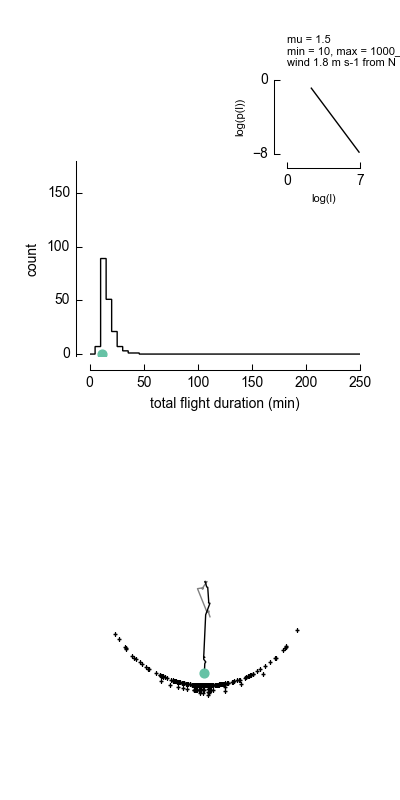 mu = 1.5
min = 10, max = 1000_
wind 1.8 m s-1 from N
log(p(l))
0
−8
0 7
log(l)
count
150
100
50
0
0 50 100 150 200 250
total flight duration (min)